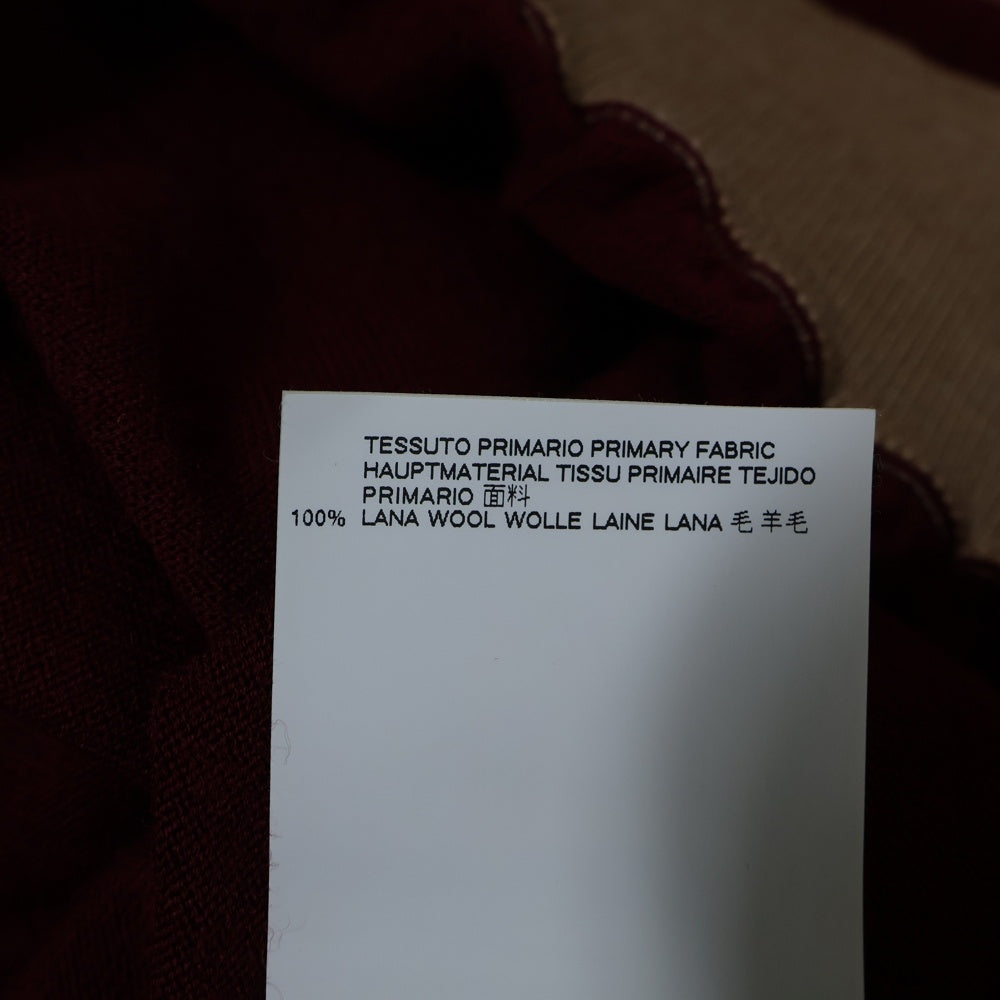 TESSUTO PRIMARIO PRIMARY FABRIC
HAUPTMATERIAL TISSU PRIMAIRE TEJIDO
PRIMARIO 面料
100% LANA WOOL WOLLE LAINE LANA 毛 羊毛